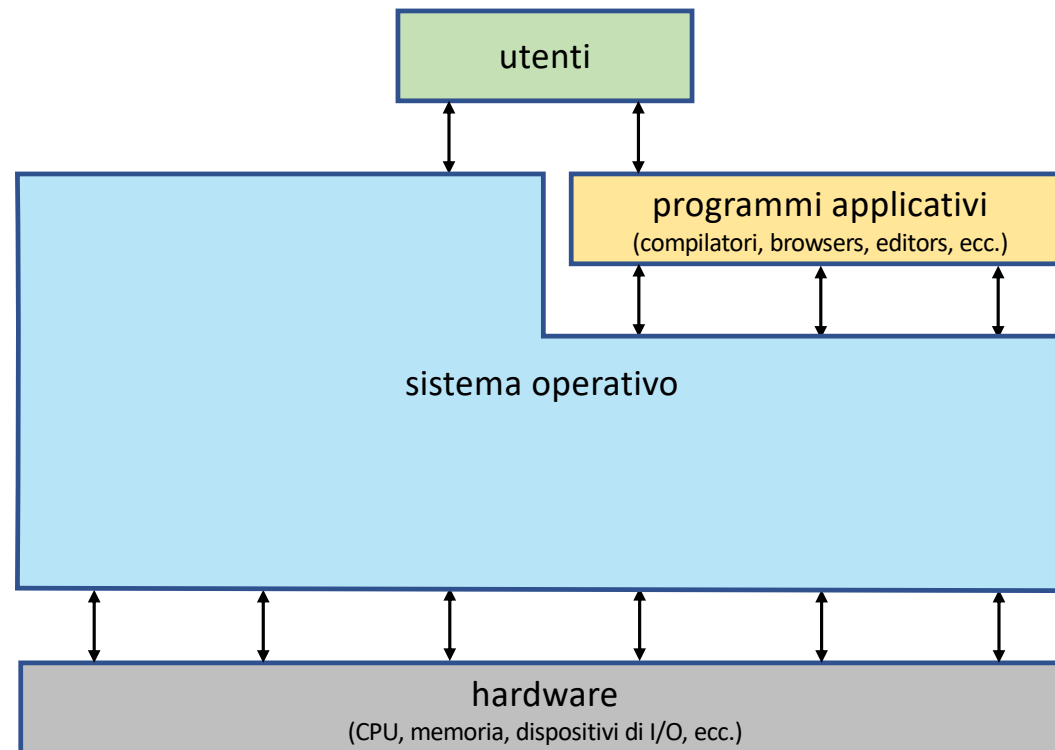 utenti
programmi applicativi
(compilatori, browsers, editors, ecc.)
sistema operativo
hardware
(CPU, memoria, dispositivi di I/O, ecc.)